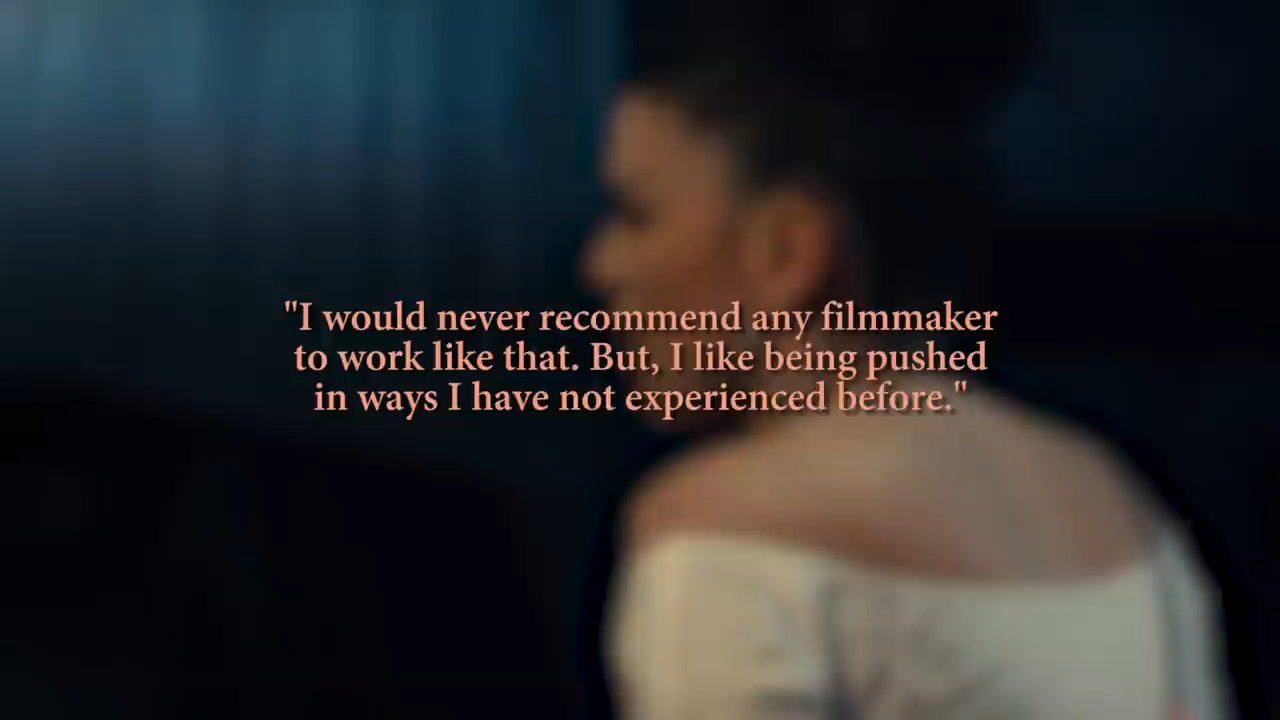 "I would never recommend any filmmaker
to work like that. But, I like being pushed
in ways I have not experienced before."